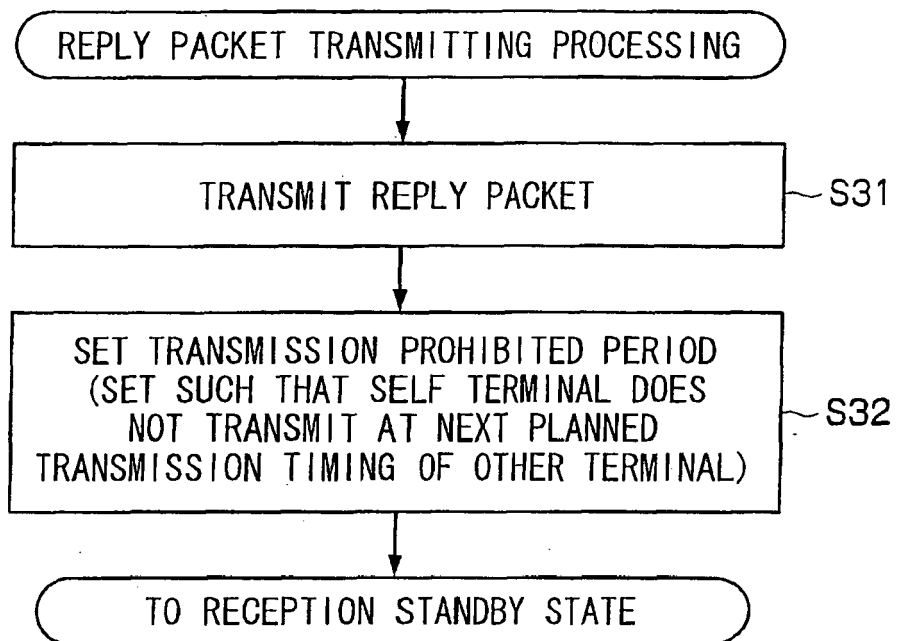 REPLY PACKET TRANSMITTING PROCESSING
TRANSMIT REPLY PACKET
S31
SET TRANSMISSION PROHIBITED PERIOD
(SET SUCH THAT SELF TERMINAL DOES
NOT TRANSMIT AT NEXT PLANNED
TRANSMISSION TIMING OF OTHER TERMINAL)
S32
TO RECEPTION STANDBY STATE